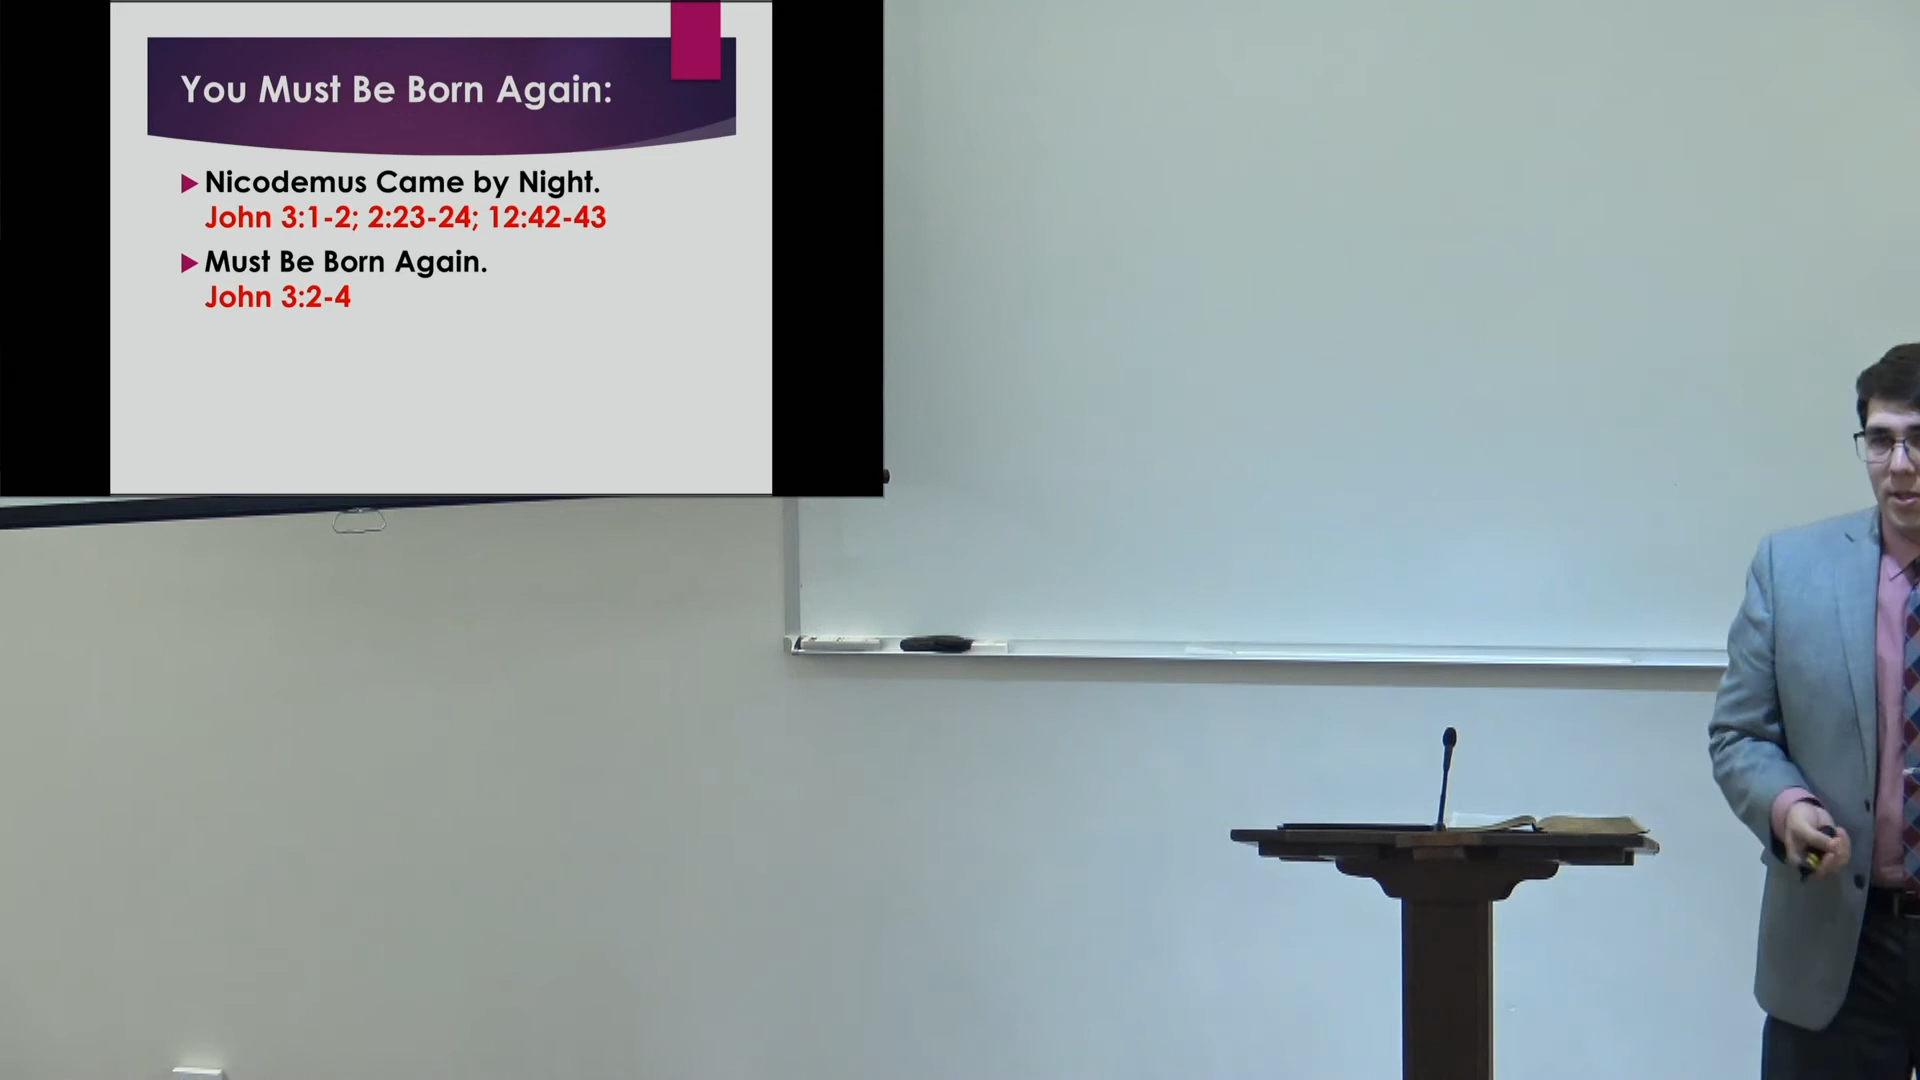 You Must Be Born Again:
Nicodemus Came by Night.
John 3:1-2; 2:23-24; 12:42-43
Must Be Born Again.
John 3:2-4